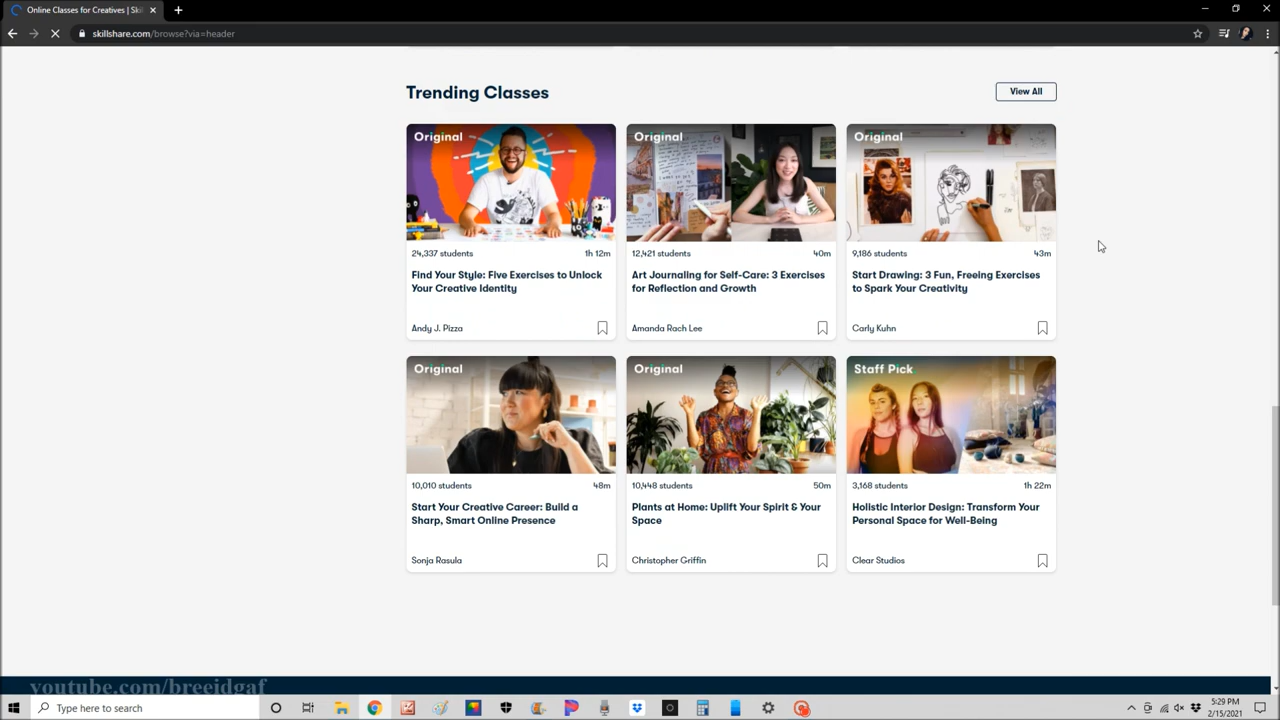 Online Classes for Creatives | Skil
skillshare.com/browse?via=header
Trending Classes
View All
Original
Original
Original
24,337 students 1h 12m
12,421 students 40m
9,186 students 43m
Find Your Style: Five Exercises to Unlock
Your Creative Identity
Art Journaling for Self-Care: 3 Exercises
for Reflection and Growth
Start Drawing: 3 Fun, Freeing Exercises
to Spark Your Creativity
Andy J. Pizza
Amanda Rach Lee
Carly Kuhn
Original
Original
Staff Pick
10,010 students 48m
10,448 students 50m
3,168 students 1h 22m
Start Your Creative Career: Build a
Sharp, Smart Online Presence
Plants at Home: Uplift Your Spirit & Your
Space
Holistic Interior Design: Transform Your
Personal Space for Well-Being
Sonja Rasula
Christopher Griffin
Clear Studios
youtube.com/breeidgaf
Type here to search
5:29 PM
2/15/2021